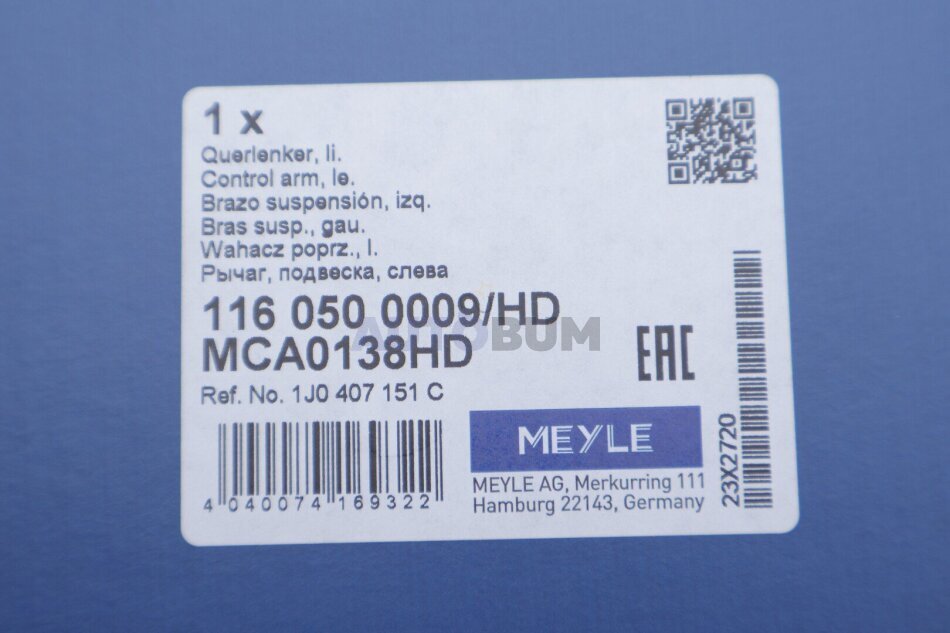 1 x
Querlenker, li.
Control arm, le.
Brazo suspensión, izq.
Bras susp., gau.
Wahacz poprz., l.
Рычаг, подвеска, слева
116 050 0009/HD
AUTOBUM
MCA0138HD
EAC
Ref. No. 1J0 407 151 C
MEYLE
MEYLE AG, Merkurring 111
Hamburg 22143, Germany
4 040074 169322
23X2720